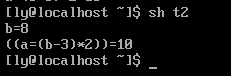 [ly@localhost ~]$ sh t2
b=8
((a=(b-3)*2))=10
[ly@localhost ~]$